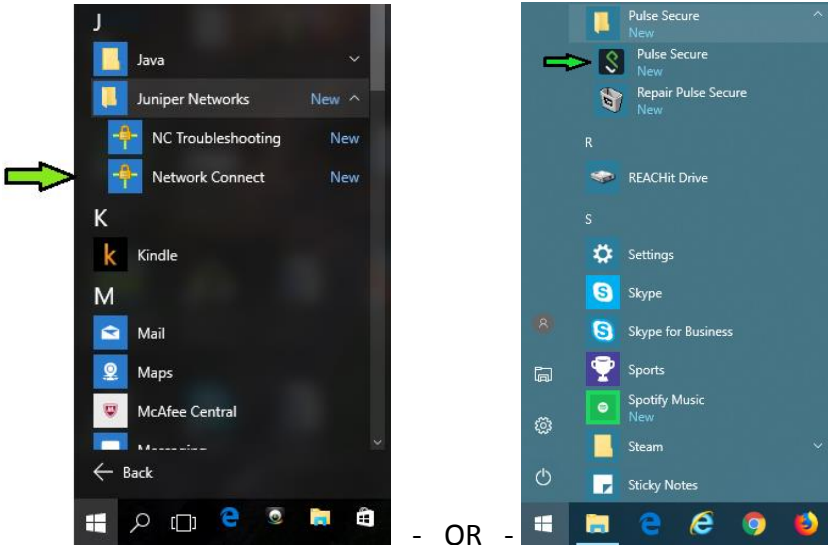 J
Java
Juniper Networks New
NC Troubleshooting New
Network Connect New
K
Kindle
M
Mail
Maps
McAfee Central
Back
- OR -
Pulse Secure
New
Pulse Secure
New
Repair Pulse Secure
New
R
REACHit Drive
S
Settings
Skype
Skype for Business
Sports
Spotify Music
New
Steam
Sticky Notes